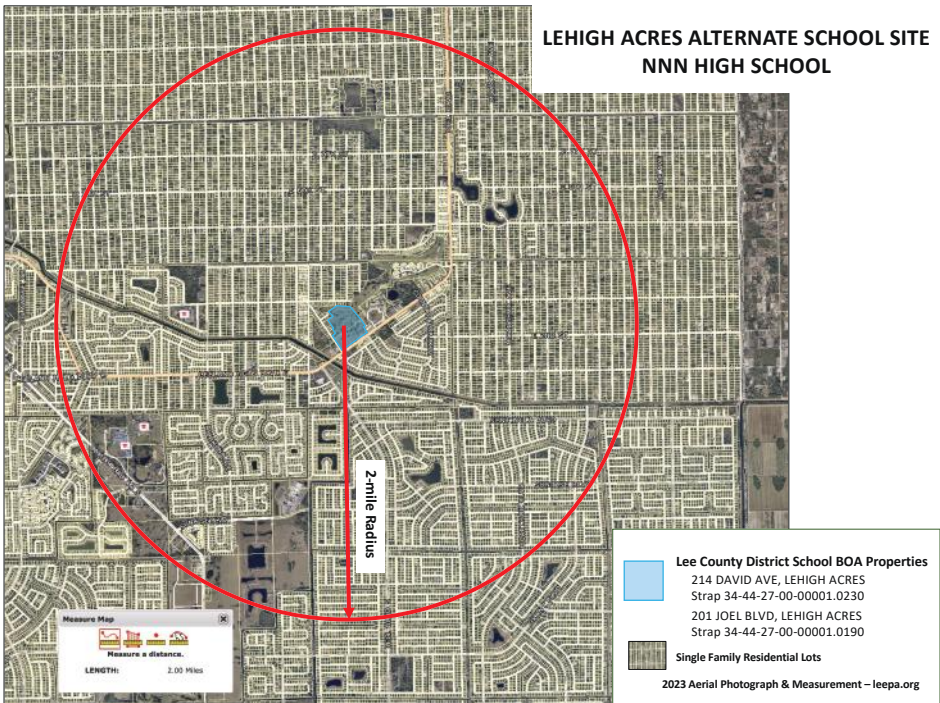 LEHIGH ACRES ALTERNATE SCHOOL SITE
NNN HIGH SCHOOL
2-mile Radius
Measure Map
Measure a distance.
LENGTH: 2.00 Miles
Lee County District School BOA Properties
214 DAVID AVE, LEHIGH ACRES
Strap 34-44-27-00-00001.0230
201 JOEL BLVD, LEHIGH ACRES
Strap 34-44-27-00-00001.0190
Single Family Residential Lots
2023 Aerial Photograph & Measurement – leepa.org